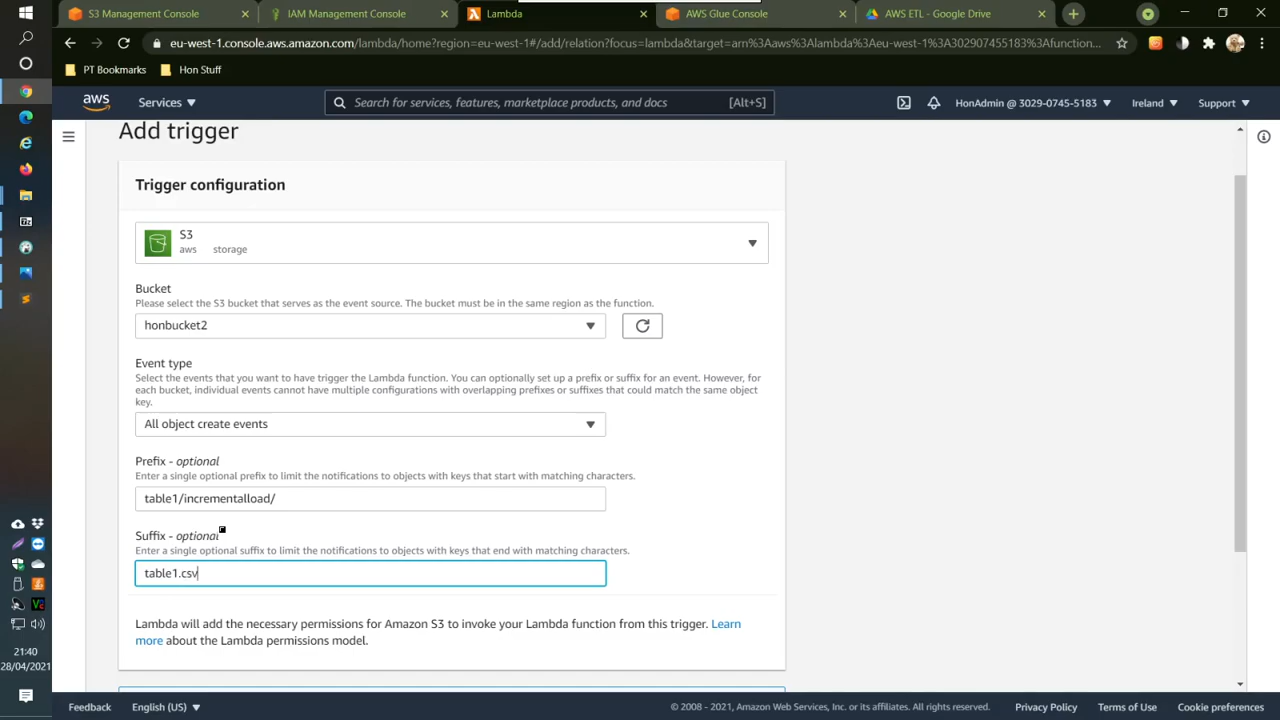 S3 Management Console
IAM Management Console
Lambda
AWS Glue Console
AWS ETL - Google Drive
eu-west-1.console.aws.amazon.com/lambda/home?region=eu-west-1#/add/relation?focus=lambda&target=arn%3Aaws%3Alambda%3Aeu-west-1%3A302907455183%3Afunction...
PT Bookmarks
Hon Stuff
aws
Services
Search for services, features, marketplace products, and docs
[Alt+S]
HonAdmin @ 3029-0745-5183
Ireland
Support
Add trigger
Trigger configuration
S3
aws storage
Bucket
Please select the S3 bucket that serves as the event source. The bucket must be in the same region as the function.
honbucket2
Event type
Select the events that you want to have trigger the Lambda function. You can optionally set up a prefix or suffix for an event. However, for
each bucket, individual events cannot have multiple configurations with overlapping prefixes or suffixes that could match the same object
key.
All object create events
Prefix - optional
Enter a single optional prefix to limit the notifications to objects with keys that start with matching characters.
table1/incrementalload/
Suffix - optional
Enter a single optional suffix to limit the notifications to objects with keys that end with matching characters.
table1.csv
Lambda will add the necessary permissions for Amazon S3 to invoke your Lambda function from this trigger. Learn
more about the Lambda permissions model.
21:40
28/04/2021
Feedback
English (US)
© 2008 - 2021, Amazon Web Services, Inc. or its affiliates. All rights reserved.
Privacy Policy
Terms of Use
Cookie preferences